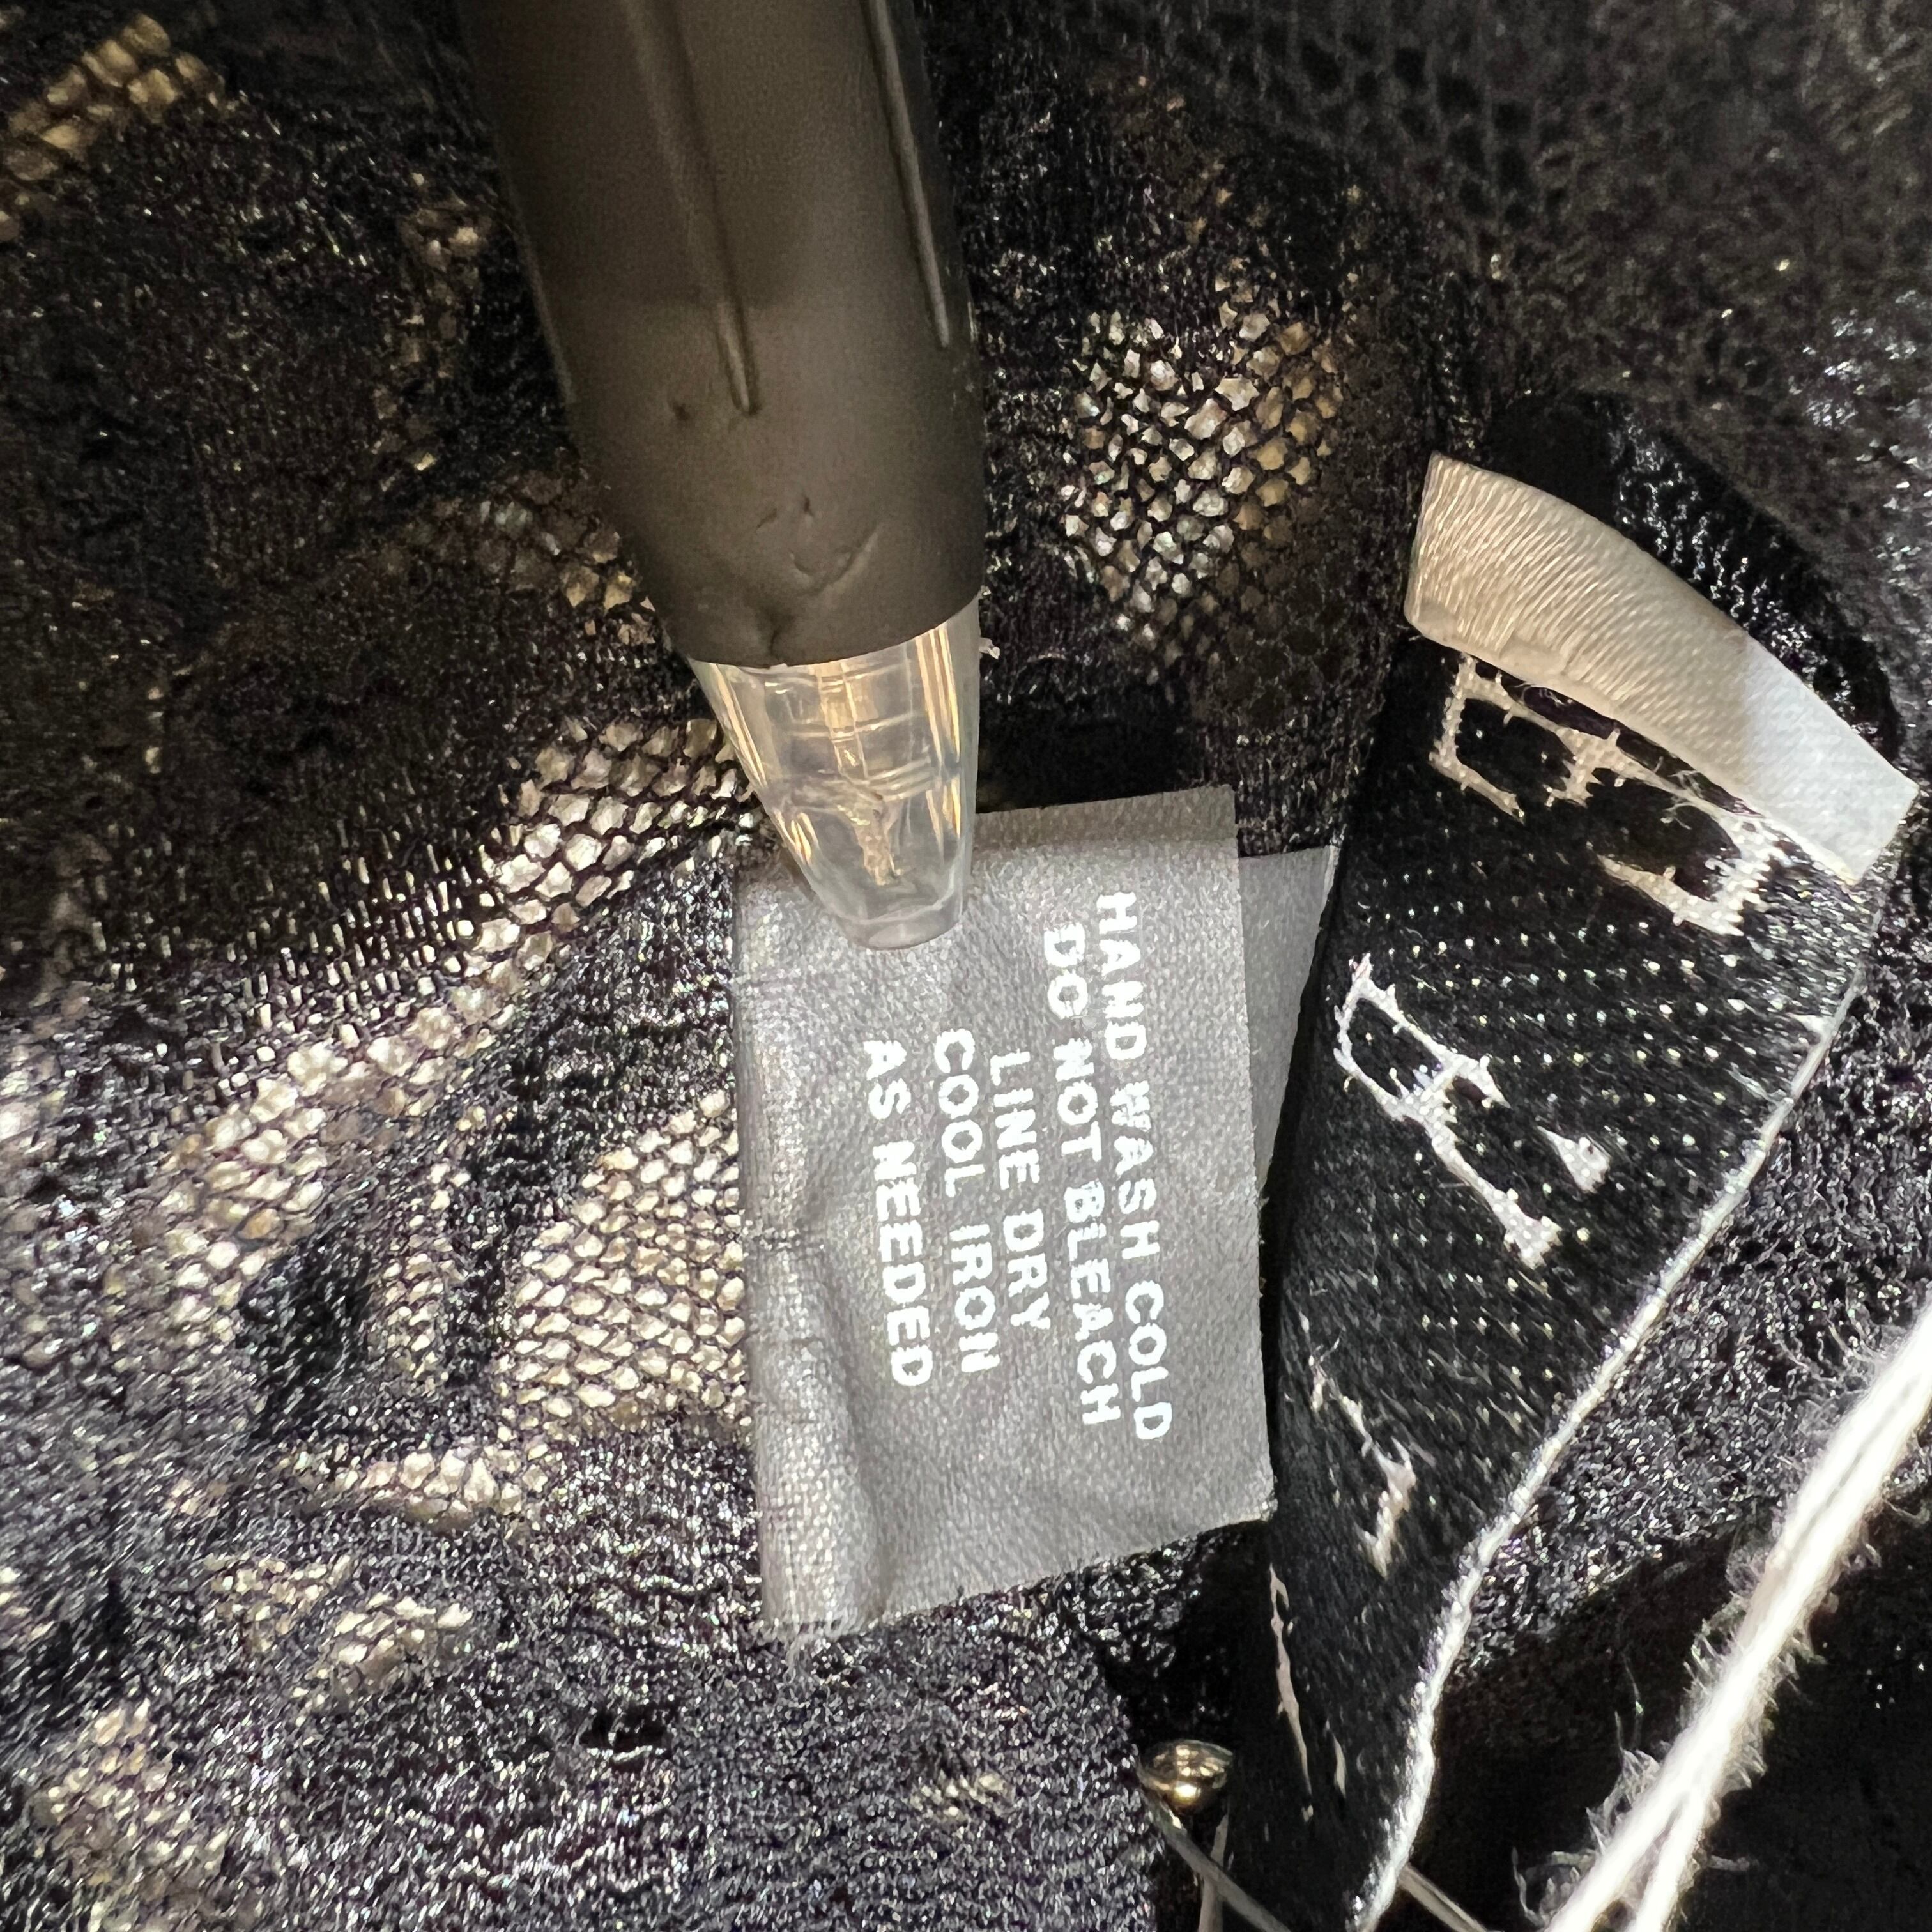 HAND WASH COLD
DO NOT BLEACH
LINE DRY
COOL IRON
AS NEEDED